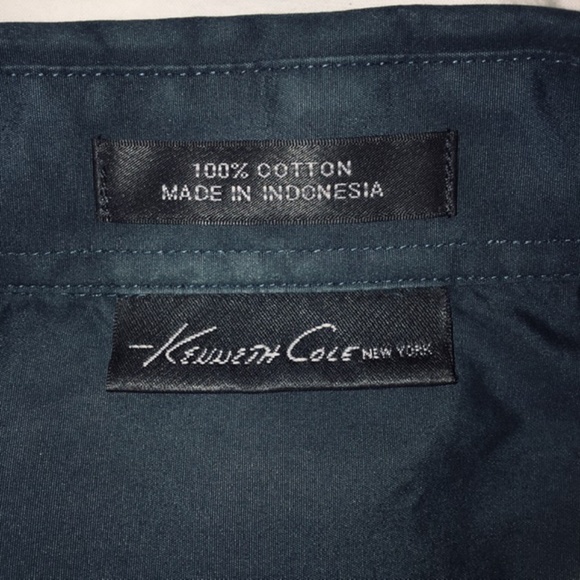 100% COTTON
MADE IN INDONESIA
-KENNETH COLE NEW YORK